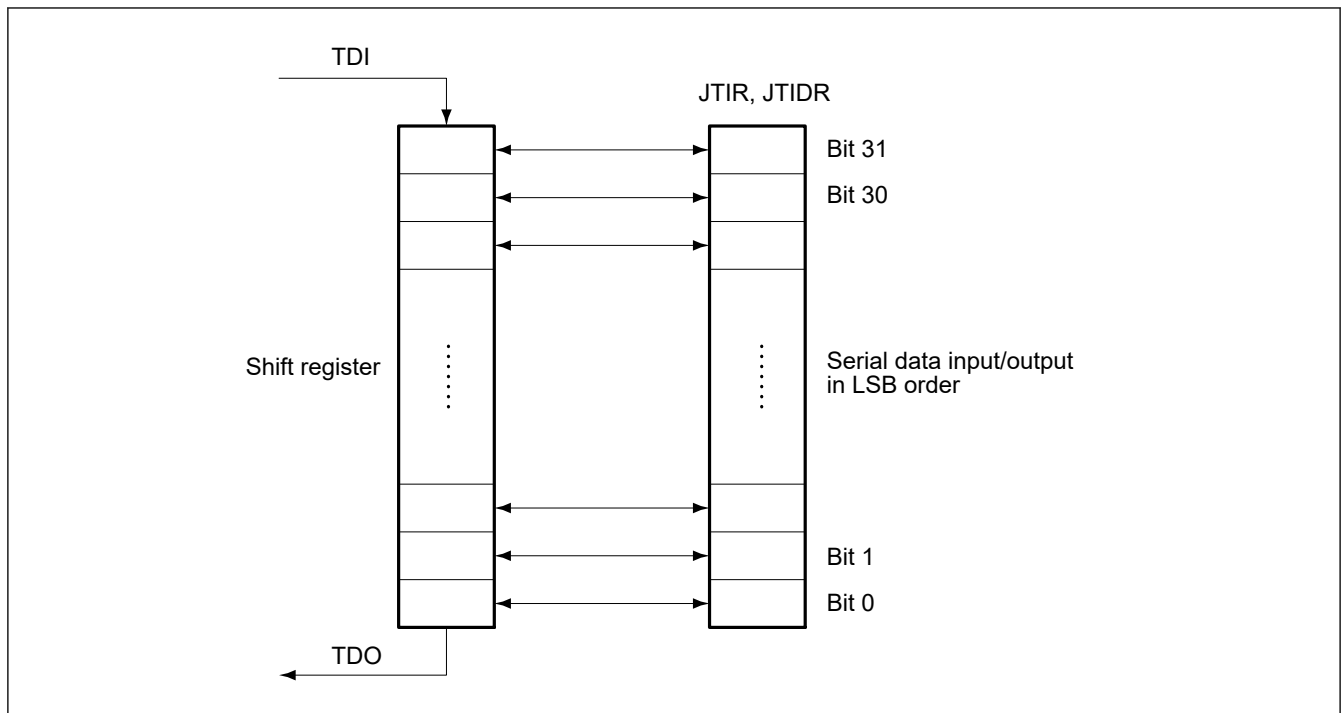 TDI
JTIR, JTIDR
Bit 31
Bit 30
Shift register
Serial data input/output
in LSB order
Bit 1
Bit 0
TDO